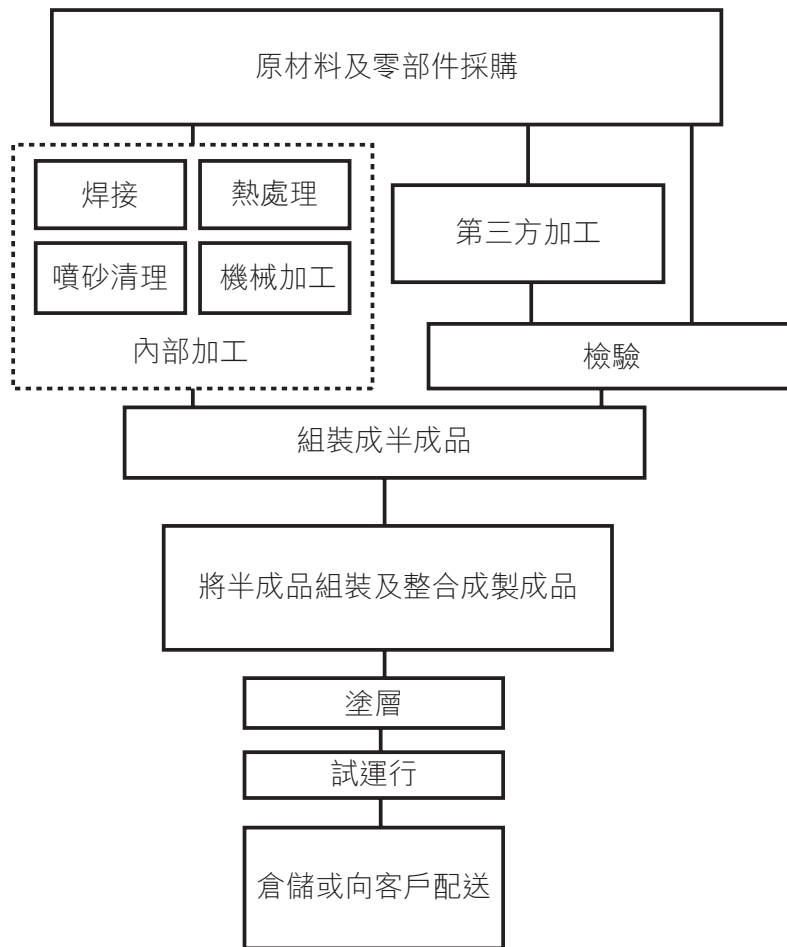 原材料及零部件採購
焊接
熱處理
噴砂清理
機械加工
內部加工
第三方加工
檢驗
組裝成半成品
將半成品組裝及整合成製成品
塗層
試運行
倉儲或向客戶配送